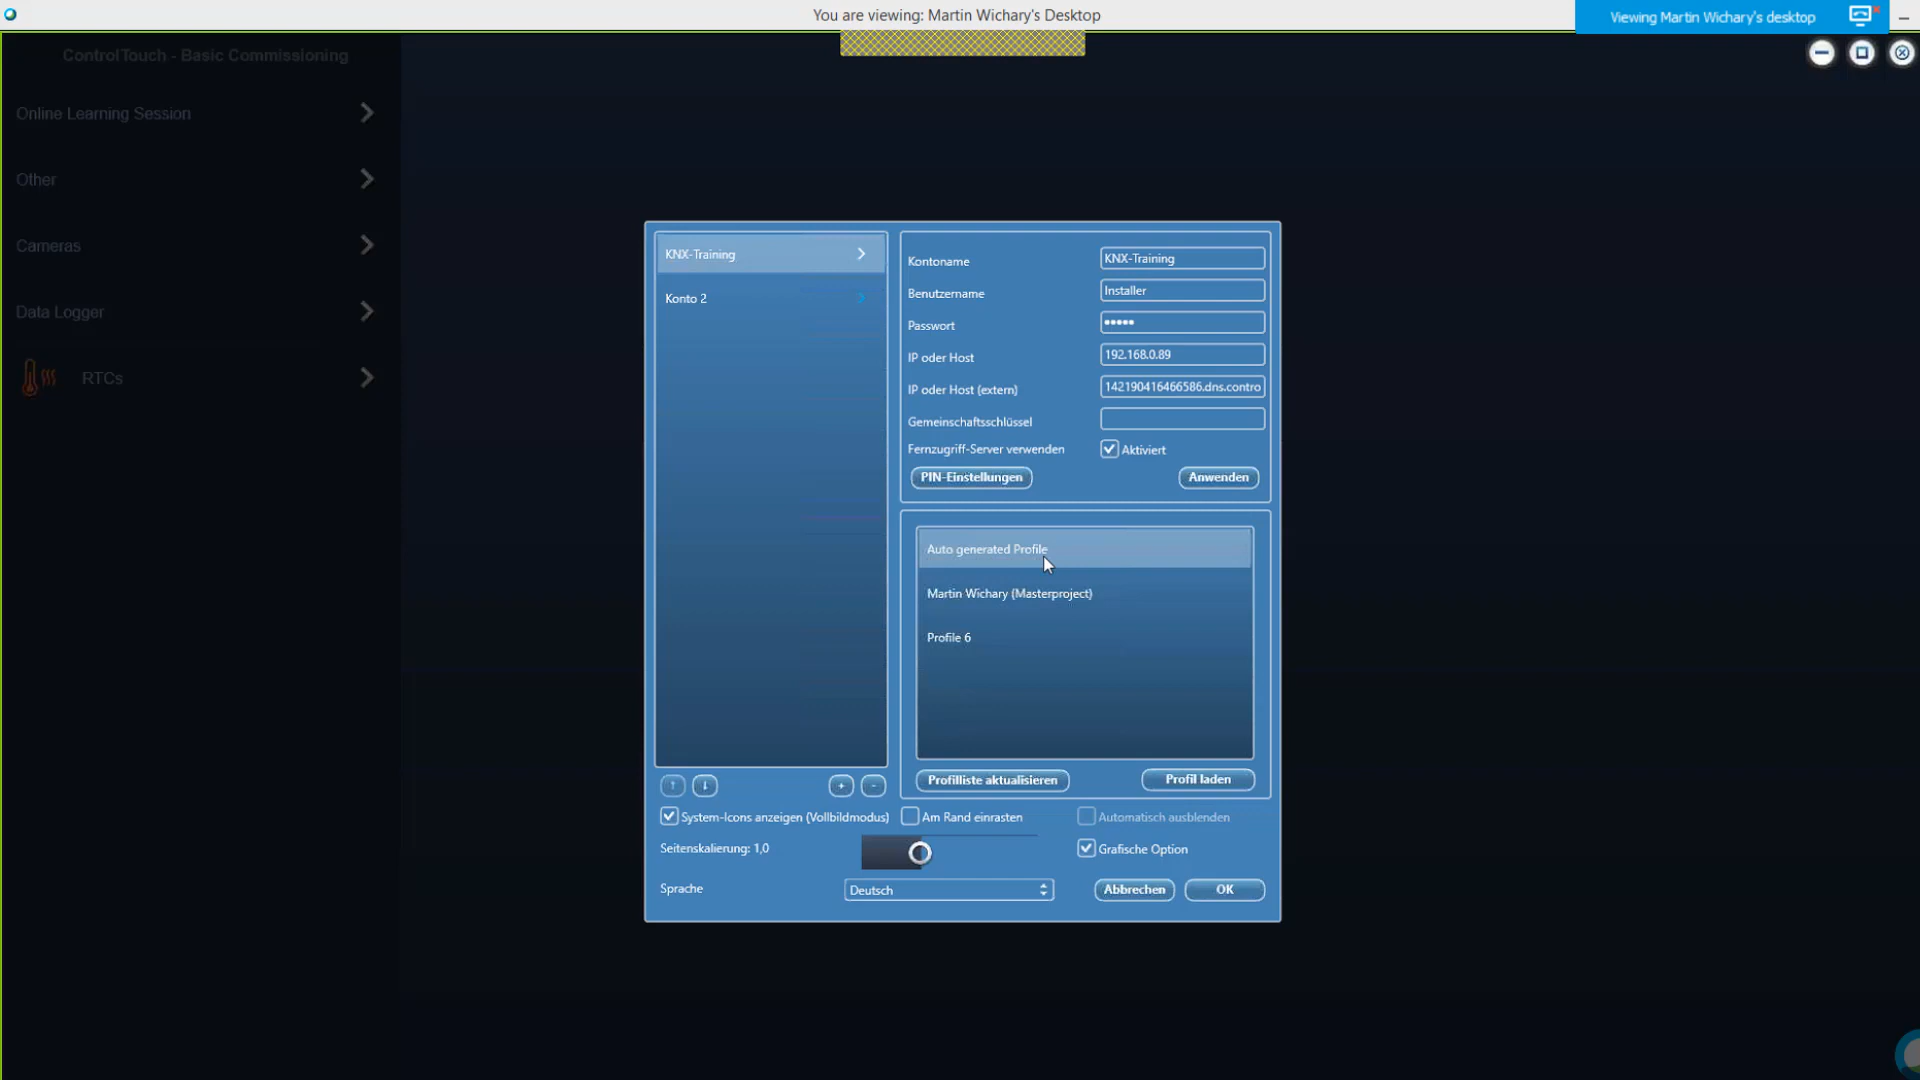 You are viewing: Martin Wichary's Desktop
Viewing Martin Wichary's desktop
ControlTouch - Basic Commissioning
Online Learning Session
Other
Cameras
Data Logger
RTCs
KNX-Training
Konto 2
Kontoname
KNX-Training
Benutzername
Installer
Passwort
•••••
IP oder Host
192.168.0.89
IP oder Host (extern)
142190416466586.dns.contro
Gemeinschaftsschlüssel
Fernzugriff-Server verwenden
Aktiviert
PIN-Einstellungen
Anwenden
Auto generated Profile
Martin Wichary (Masterproject)
Profile 6
Profilliste aktualisieren
Profil laden
System-Icons anzeigen (Vollbildmodus)
Am Rand einrasten
Automatisch ausblenden
Seitenskalierung: 1,0
Grafische Option
Sprache
Deutsch
Abbrechen
OK